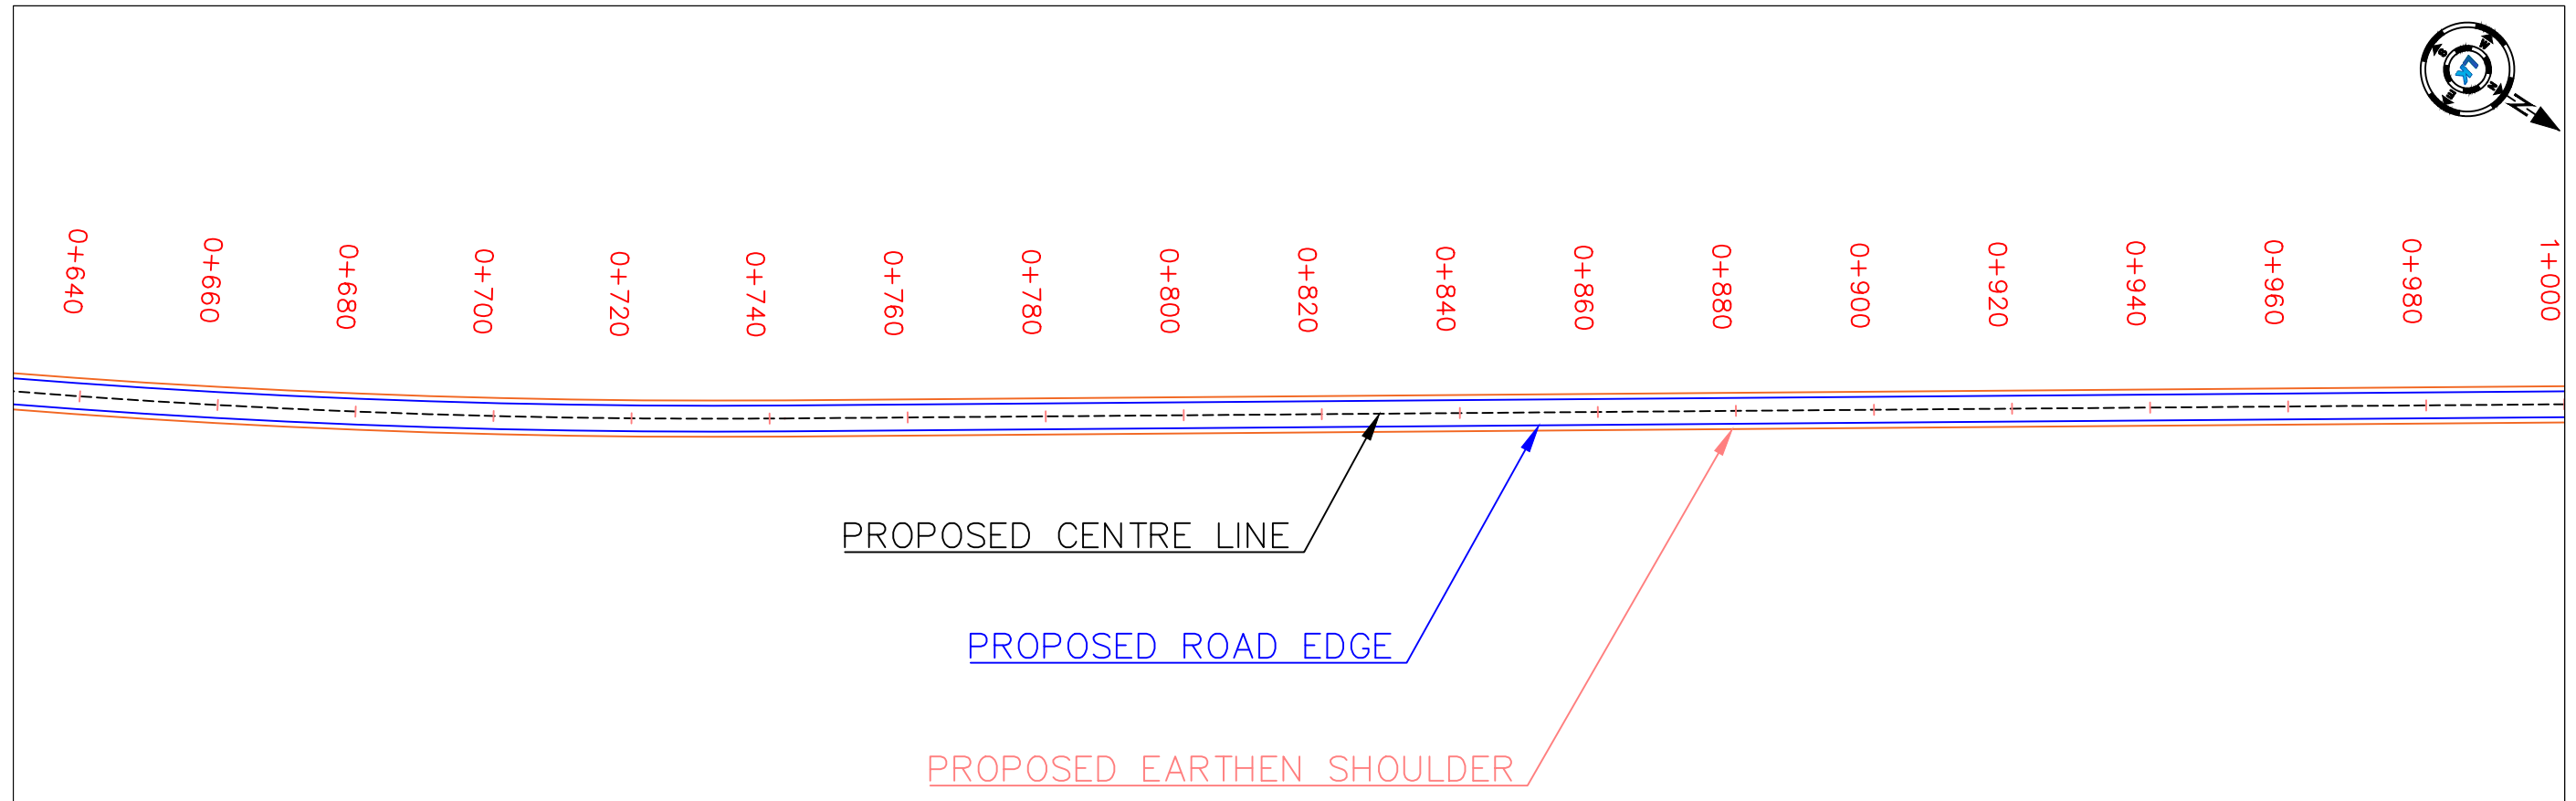 S W
N
E
N
LK
0+640 0+660 0+680 0+700 0+720 0+740 0+760 0+780 0+800 0+820 0+840 0+860 0+880 0+900 0+920 0+940 0+960 0+980 1+000
PROPOSED CENTRE LINE
PROPOSED ROAD EDGE
PROPOSED EARTHEN SHOULDER